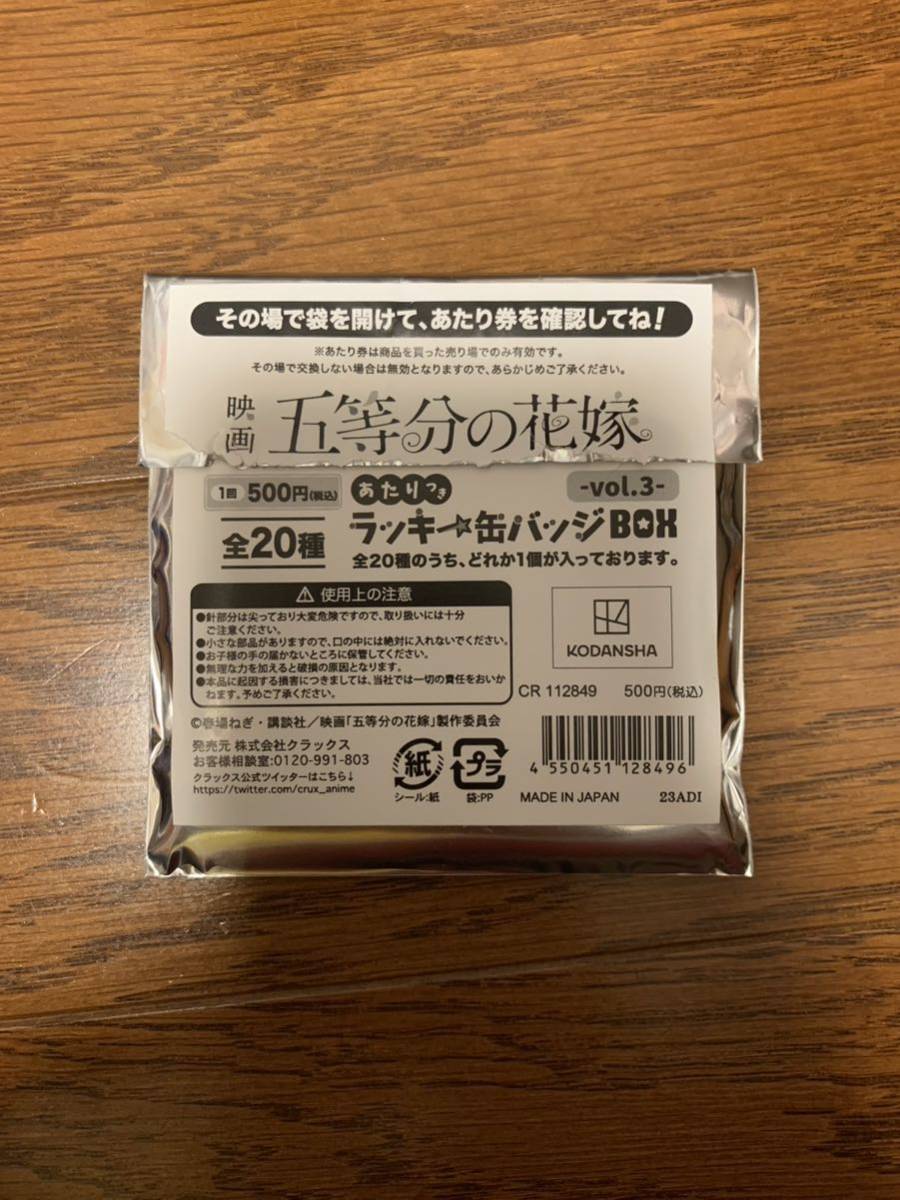 その場で袋を開けて、あたり券を確認してね！
※あたり券は商品を買った売り場でのみ有効です。
その場で交換しない場合は無効となりますので、あらかじめご了承ください。
映画 五等分の花嫁
1回 500円(税込) あたりつき -vol.3-
全20種 ラッキー☆缶バッジBOX
全20種のうち、どれか1個が入っております。
⚠ 使用上の注意
●針部分は尖っており大変危険ですので、取り扱いには十分
ご注意ください。
●小さな部品がありますので、口の中には絶対に入れないでください。
●お子様の手の届かないところに保管してください。
●無理な力を加えると破損の原因となります。
●本品に起因する損害につきましては、当社では一切の責任をおいか
ねます。予めご了承ください。
KODANSHA
CR 112849 500円(税込)
©春場ねぎ・講談社／映画「五等分の花嫁」製作委員会
発売元 株式会社クラックス
お客様相談室:0120-991-803
クラックス公式ツイッターはこちら↓
https://twitter.com/crux_anime
紙
シール:紙
プラ
袋:PP
4 550451 128496
MADE IN JAPAN 23ADI